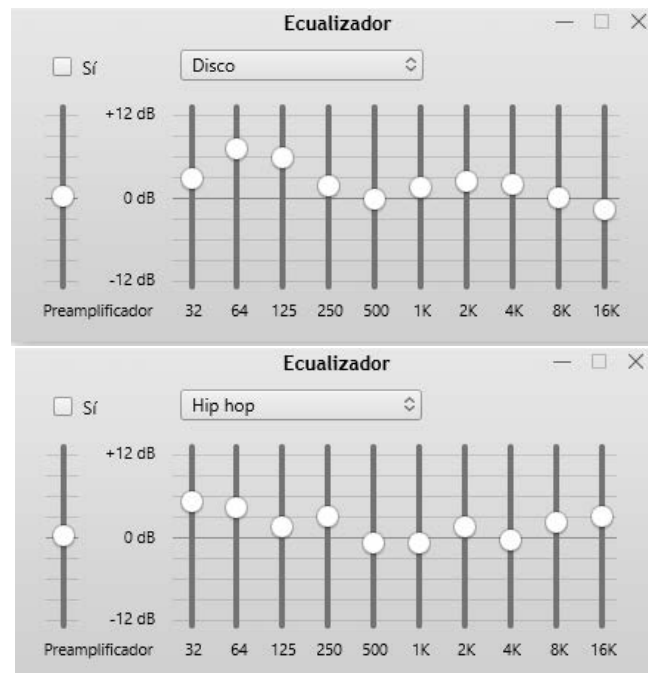 Ecualizador
Sí
Disco
+12 dB
0 dB
-12 dB
Preamplificador 32 64 125 250 500 1K 2K 4K 8K 16K
Ecualizador
Sí
Hip hop
+12 dB
0 dB
-12 dB
Preamplificador 32 64 125 250 500 1K 2K 4K 8K 16K